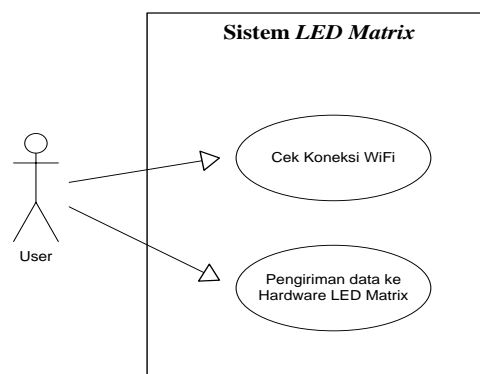 Sistem LED Matrix
Cek Koneksi WiFi
User
Pengiriman data ke
Hardware LED Matrix